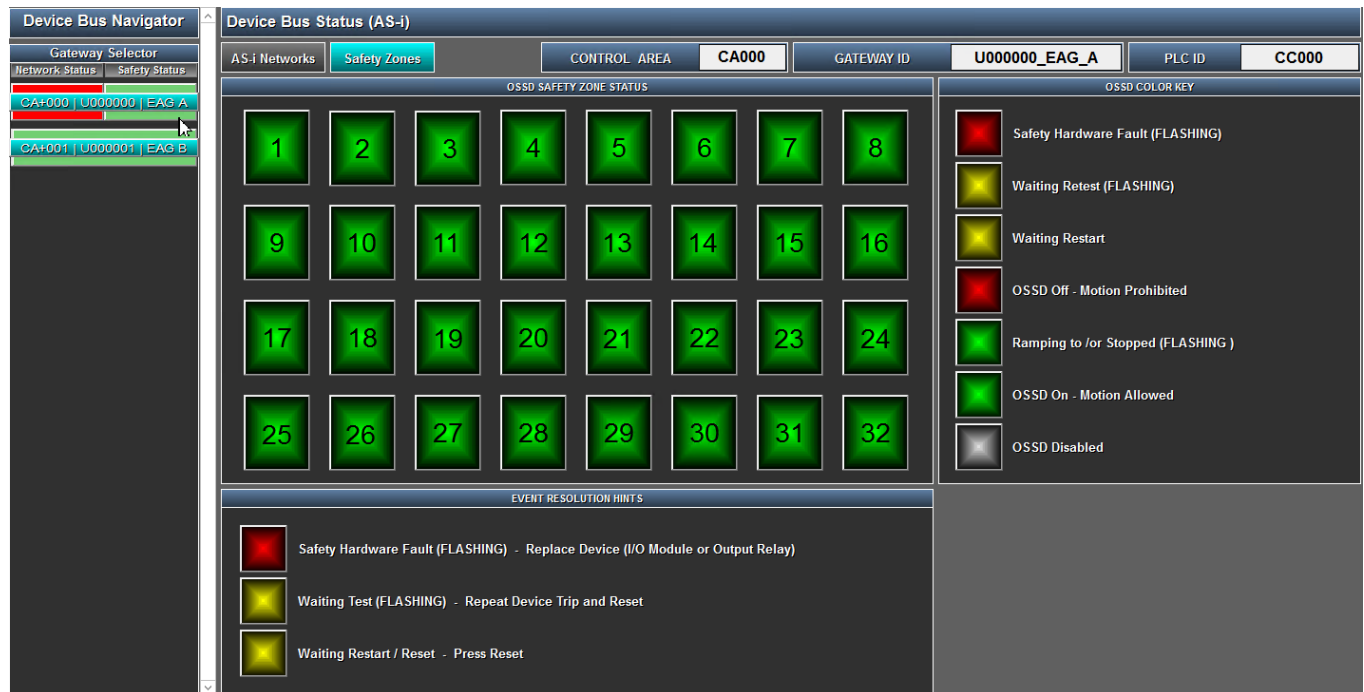 Device Bus Navigator
Gateway Selector
Network Status Safety Status
CA+000 | U000000 | EAG A
CA+001 | U000001 | EAG B
Device Bus Status (AS-i)
AS-i Networks Safety Zones CONTROL AREA CA000 GATEWAY ID U000000_EAG_A PLC ID CC000
OSSD SAFETY ZONE STATUS
1 2 3 4 5 6 7 8
9 10 11 12 13 14 15 16
17 18 19 20 21 22 23 24
25 26 27 28 29 30 31 32
OSSD COLOR KEY
Safety Hardware Fault (FLASHING)
Waiting Retest (FLASHING)
Waiting Restart
OSSD Off - Motion Prohibited
Ramping to /or Stopped (FLASHING )
OSSD On - Motion Allowed
OSSD Disabled
EVENT RESOLUTION HINTS
Safety Hardware Fault (FLASHING) - Replace Device (I/O Module or Output Relay)
Waiting Test (FLASHING) - Repeat Device Trip and Reset
Waiting Restart / Reset - Press Reset